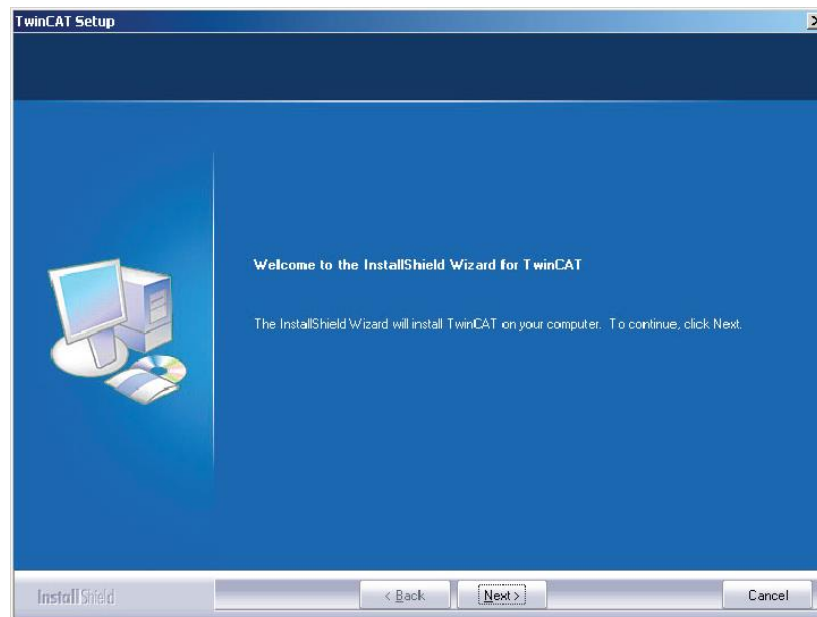 TwinCAT Setup
Welcome to the InstallShield Wizard for TwinCAT
The InstallShield Wizard will install TwinCAT on your computer. To continue, click Next.
InstallShield
< Back
Next >
Cancel